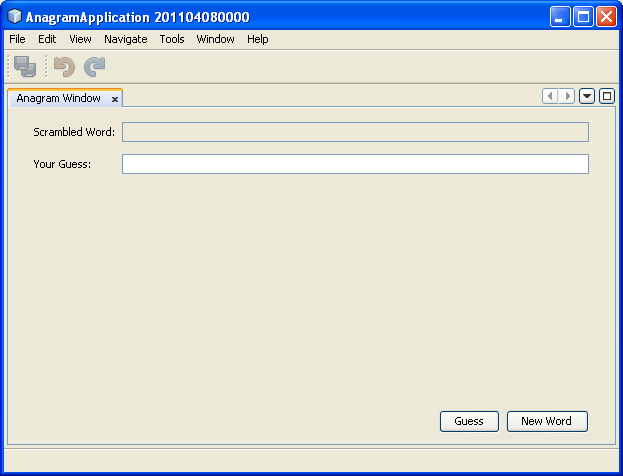 AnagramApplication 201104080000
File Edit View Navigate Tools Window Help
Anagram Window x
Scrambled Word:
Your Guess:
Guess New Word